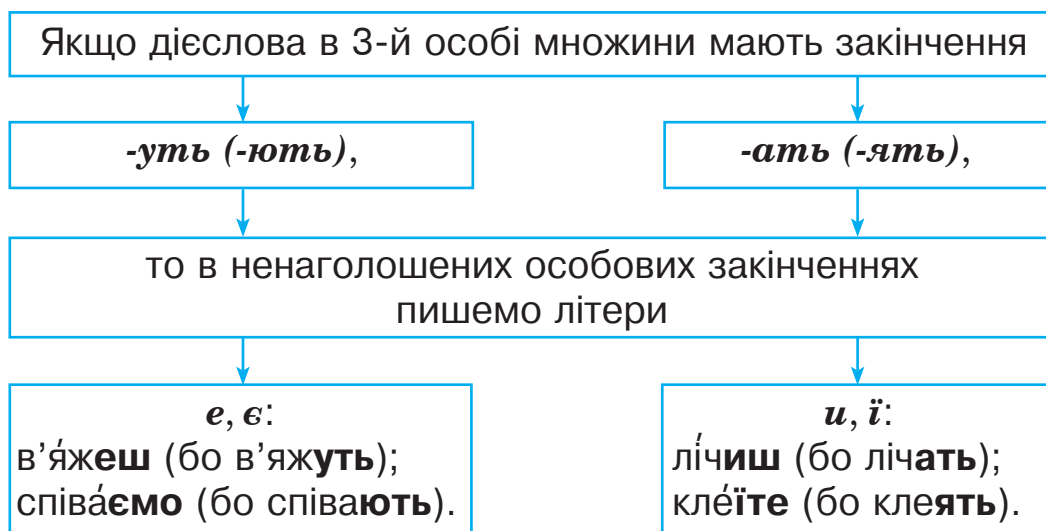 Якщо дієслова в 3-й особі множини мають закінчення
-уть (-ють),
-ать (-ять),
то в ненаголошених особових закінченнях
пишемо літери
е, є:
в’я́жеш (бо в’яжуть);
співа́ємо (бо співають).
и, ї:
лі́чиш (бо лічать);
кле́їте (бо клеять).